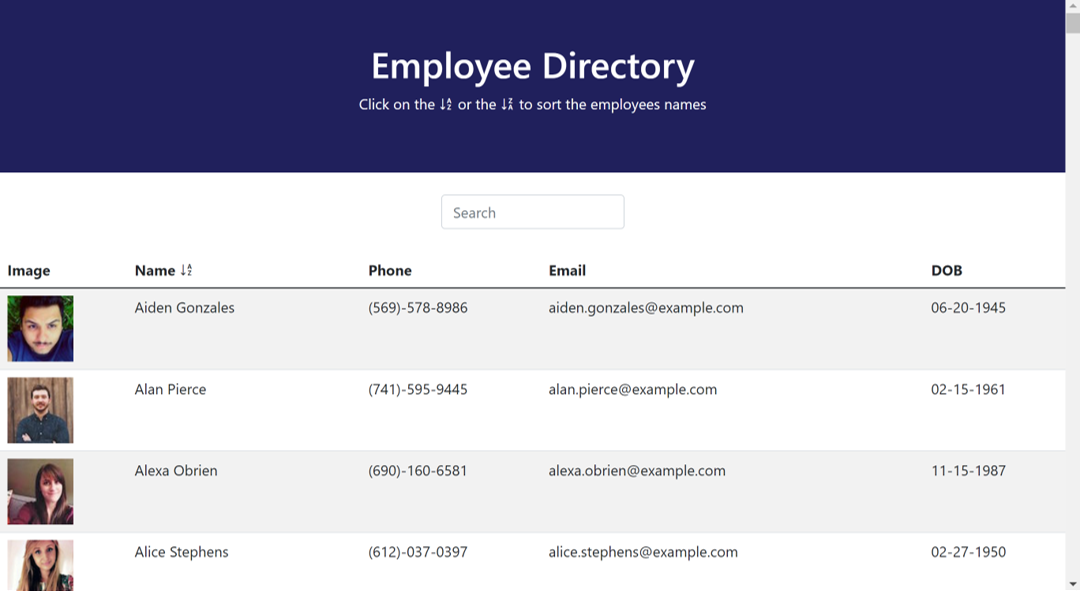 Employee Directory
Click on the ↓A/Z or the ↓Z/A to sort the employees names
Search
Image Name ↓A/Z Phone Email DOB
Aiden Gonzales (569)-578-8986 aiden.gonzales@example.com 06-20-1945
Alan Pierce (741)-595-9445 alan.pierce@example.com 02-15-1961
Alexa Obrien (690)-160-6581 alexa.obrien@example.com 11-15-1987
Alice Stephens (612)-037-0397 alice.stephens@example.com 02-27-1950